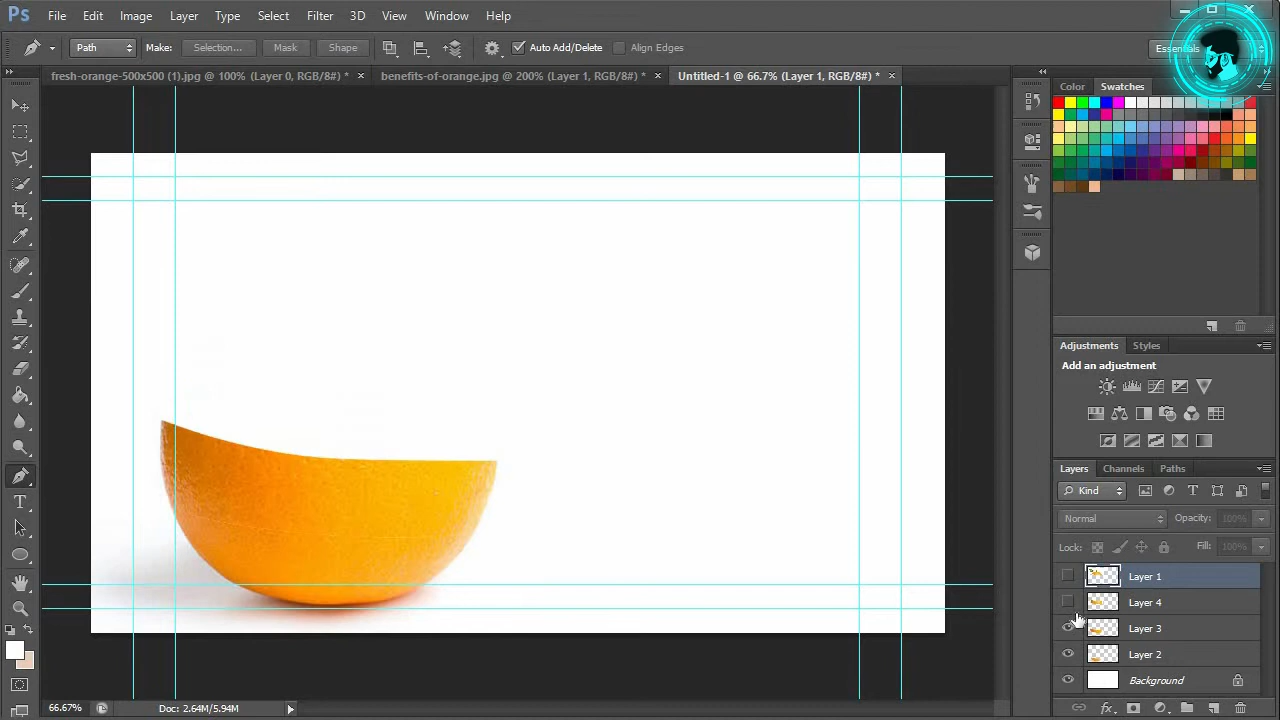 Ps File Edit Image Layer Type Select Filter 3D View Window Help
Path Make: Selection... Mask Shape Auto Add/Delete Align Edges Essentials
fresh-orange-500x500 (1).jpg @ 100% (Layer 0, RGB/8#) * × benefits-of-orange.jpg @ 200% (Layer 1, RGB/8#) * × Untitled-1 @ 66.7% (Layer 1, RGB/8#) * ×
Color Swatches
Adjustments Styles
Add an adjustment
Layers Channels Paths
Kind
Normal Opacity: 100%
Lock: Fill: 100%
Layer 1
Layer 4
Layer 3
Layer 2
Background
66.67% Doc: 2.64M/5.94M
fx